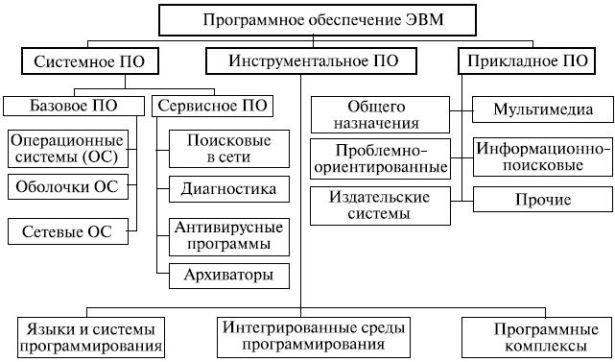 Программное обеспечение ЭВМ
Системное ПО
Инструментальное ПО
Прикладное ПО
Базовое ПО
Сервисное ПО
Операционные
системы (ОС)
Оболочки ОС
Сетевые ОС
Поисковые
в сети
Диагностика
Антивирусные
программы
Архиваторы
Общего
назначения
Проблемно-
ориентированные
Издательские
системы
Мультимедиа
Информационно-
поисковые
Прочие
Языки и системы
программирования
Интегрированные среды
программирования
Программные
комплексы